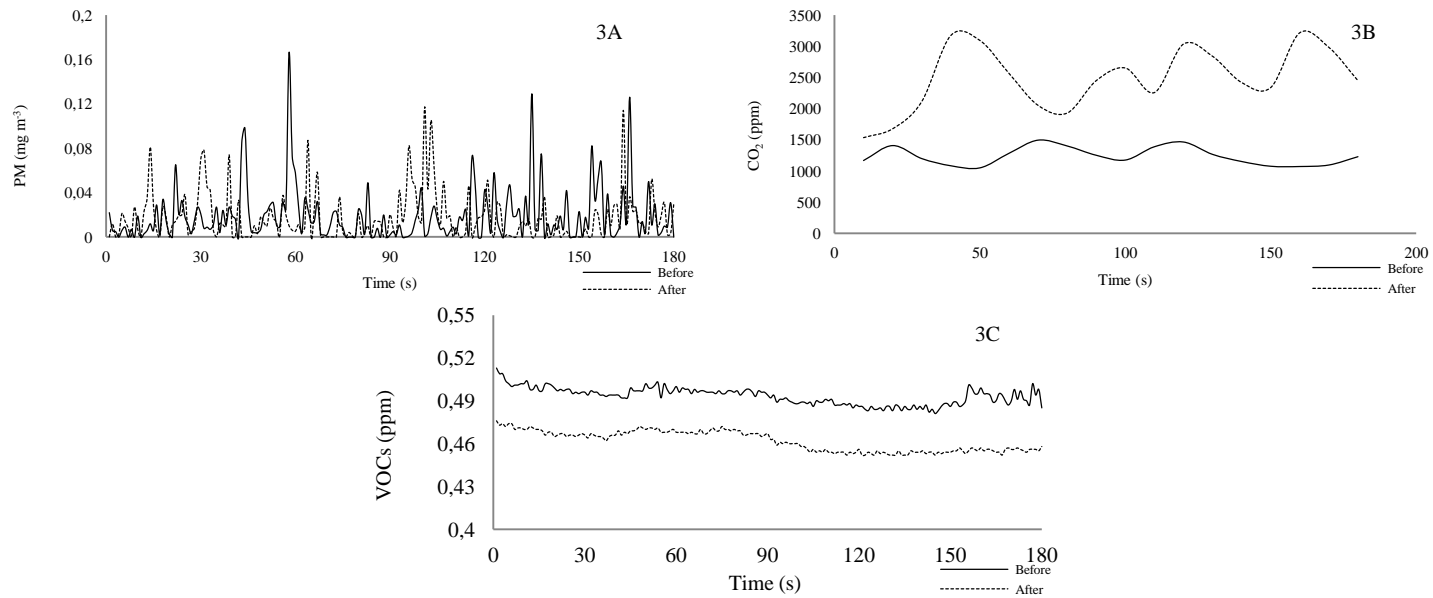 3A
PM (mg m-3)
0,2
0,16
0,12
0,08
0,04
0
0 30 60 90 120 150 180
Time (s)
Before
After
3B
CO2 (ppm)
3500
3000
2500
2000
1500
1000
500
0
0 50 100 150 200
Time (s)
Before
After
3C
VOCs (ppm)
0,55
0,52
0,49
0,46
0,43
0,4
0 30 60 90 120 150 180
Time (s)
Before
After